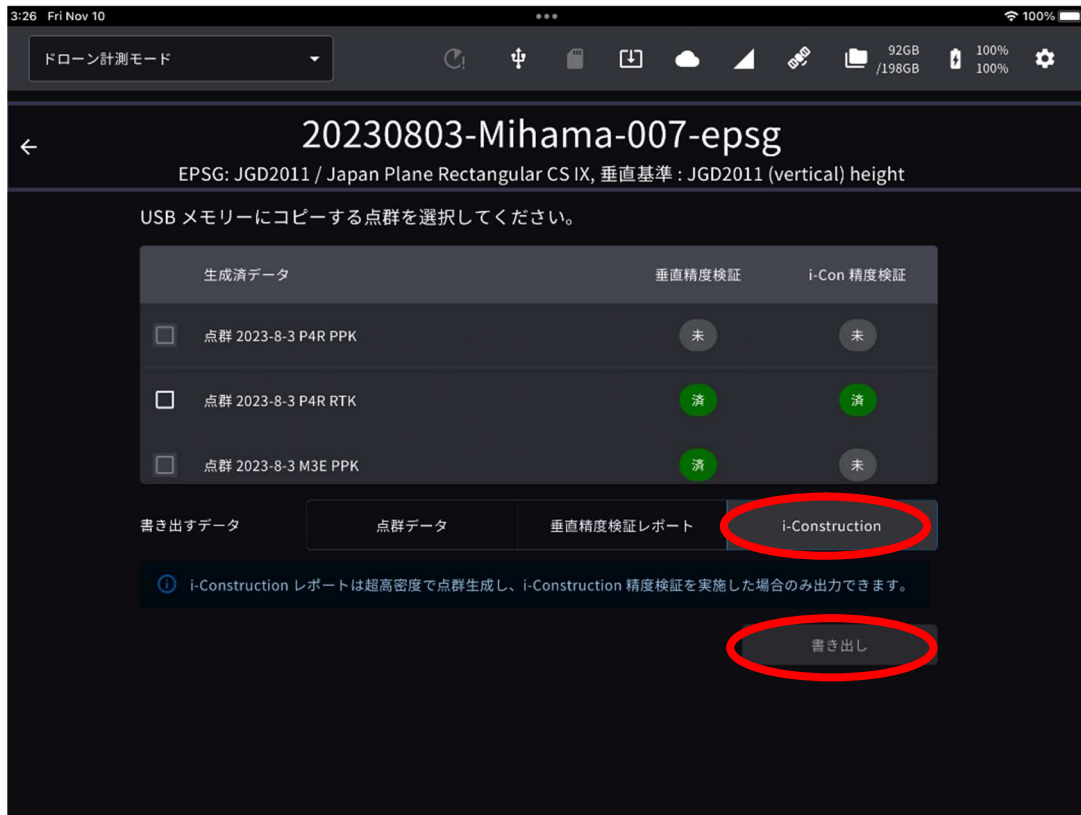 3:26 Fri Nov 10
100%
ドローン計測モード
92GB
/198GB
100%
100%
20230803-Mihama-007-epsg
EPSG: JGD2011 / Japan Plane Rectangular CS IX, 垂直基準 : JGD2011 (vertical) height
USB メモリーにコピーする点群を選択してください。
生成済データ 垂直精度検証 i-Con 精度検証
点群 2023-8-3 P4R PPK 未 未
点群 2023-8-3 P4R RTK 済 済
点群 2023-8-3 M3E PPK 済 未
書き出すデータ 点群データ 垂直精度検証レポート i-Construction
i-Construction レポートは超高密度で点群生成し、i-Construction 精度検証を実施した場合のみ出力できます。
書き出し